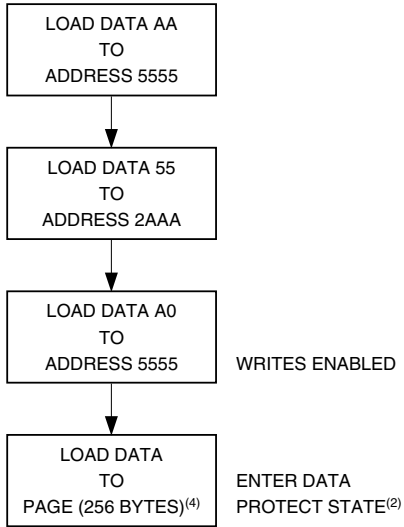 LOAD DATA AA
TO
ADDRESS 5555
LOAD DATA 55
TO
ADDRESS 2AAA
LOAD DATA A0
TO
ADDRESS 5555
WRITES ENABLED
LOAD DATA
TO
PAGE (256 BYTES)(4)
ENTER DATA
PROTECT STATE(2)